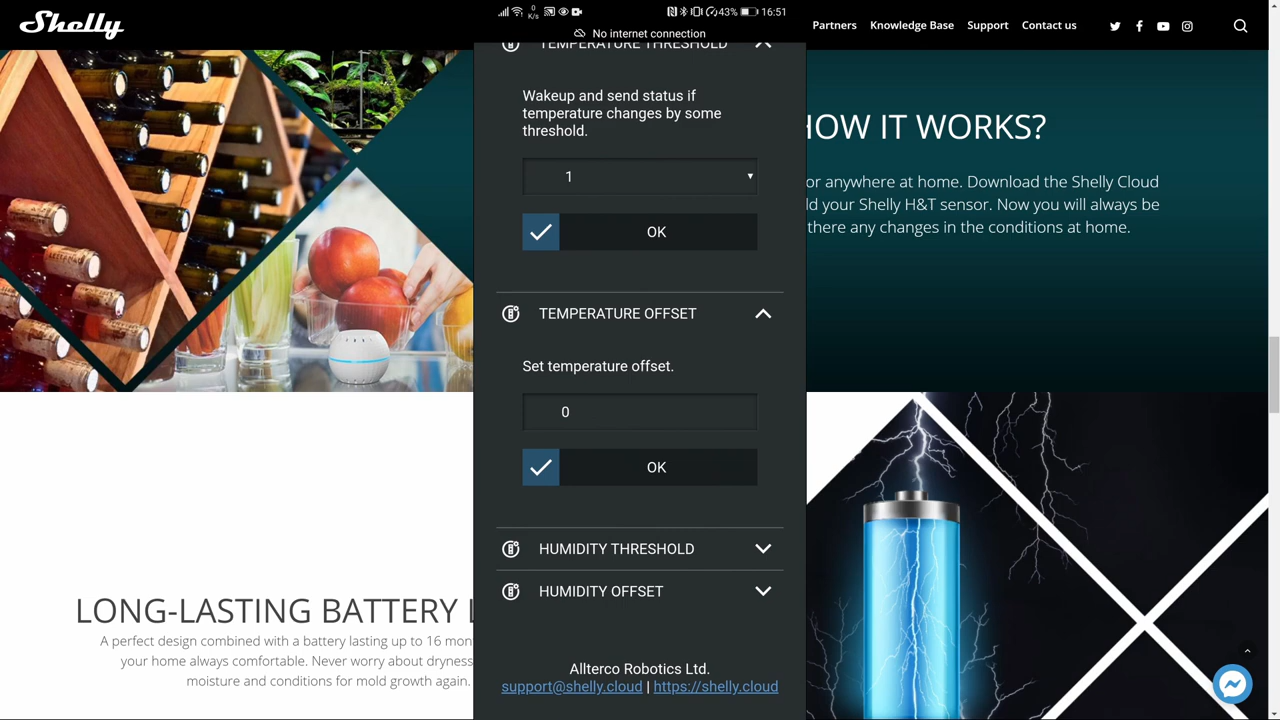 Shelly
Partners Knowledge Base Support Contact us
0
K/s
43% 16:51
No internet connection
TEMPERATURE THRESHOLD
Wakeup and send status if
temperature changes by some
threshold.
1
OK
TEMPERATURE OFFSET
Set temperature offset.
0
OK
HUMIDITY THRESHOLD
HUMIDITY OFFSET
Allterco Robotics Ltd.
support@shelly.cloud | https://shelly.cloud
HOW IT WORKS?
or anywhere at home. Download the Shelly Cloud
ld your Shelly H&T sensor. Now you will always be
there any changes in the conditions at home.
LONG-LASTING BATTERY L
A perfect design combined with a battery lasting up to 16 mon
your home always comfortable. Never worry about dryness
moisture and conditions for mold growth again.